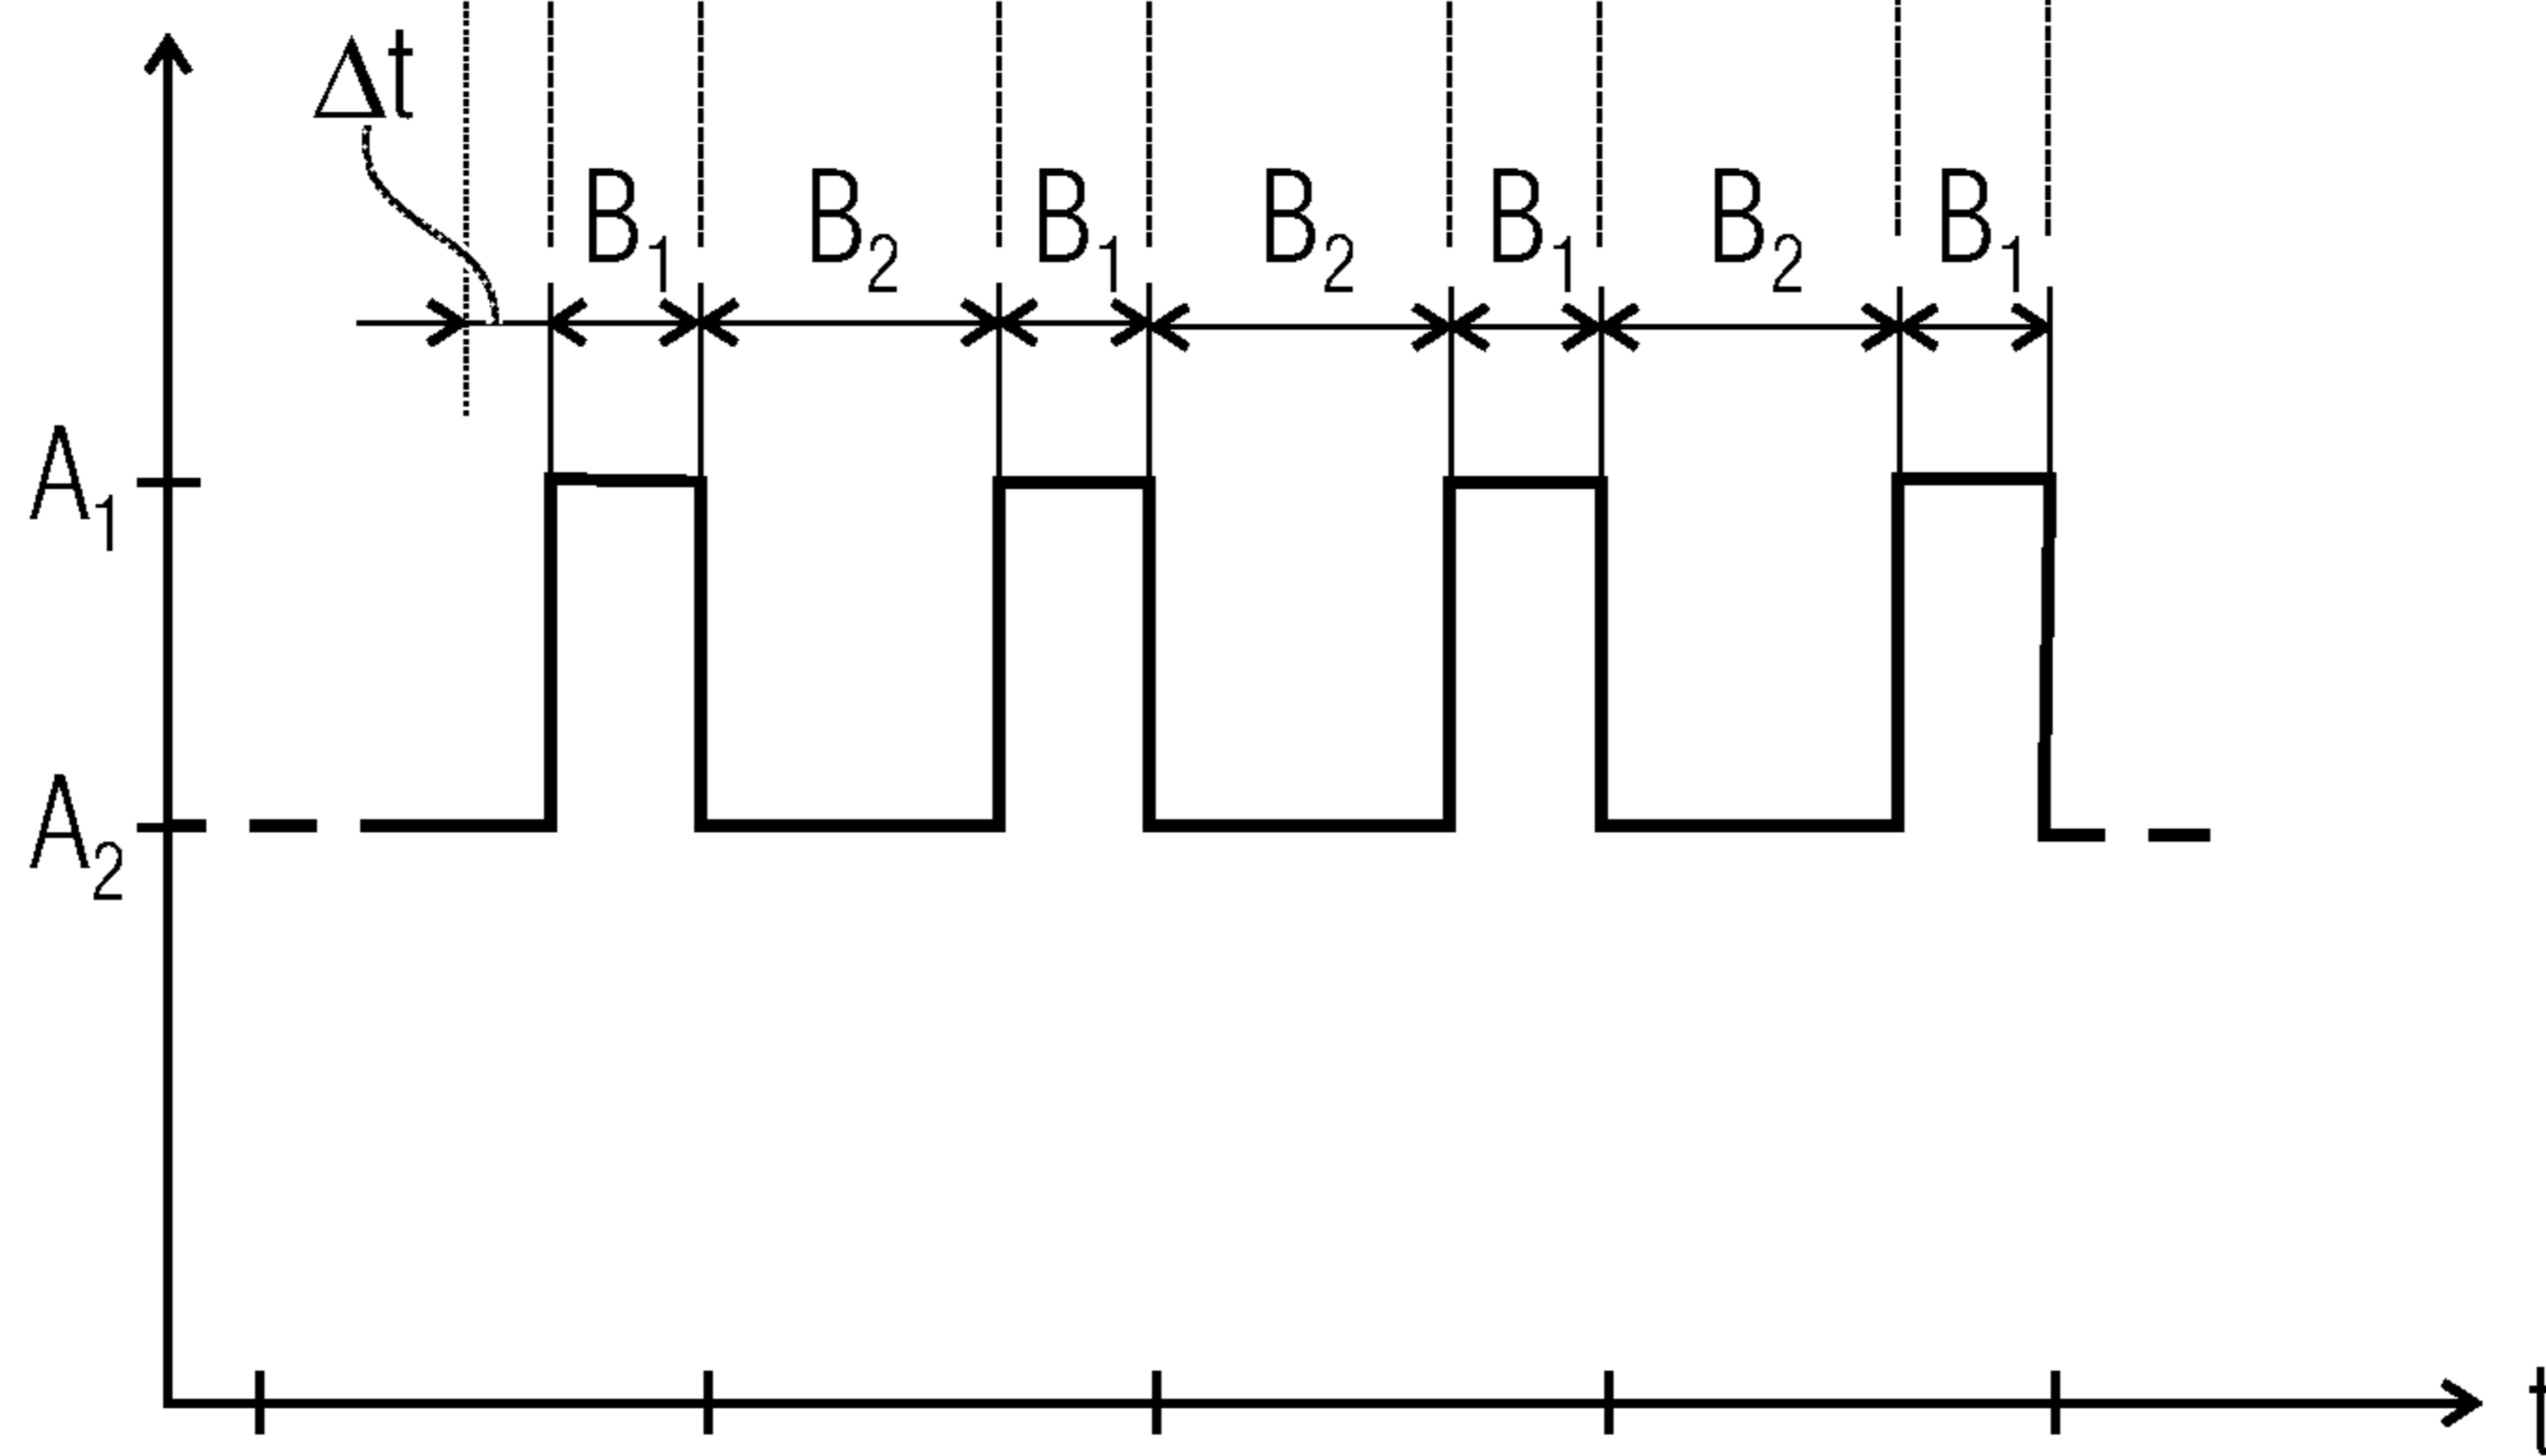 Δt
B₁ B₂ B₁ B₂ B₁ B₂ B₁
A₁
A₂
t